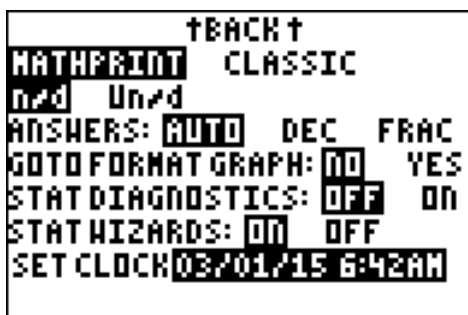 ↑BACK↑
MATHPRINT CLASSIC
n/d Un/d
ANSWERS: AUTO DEC FRAC
GOTO FORMAT GRAPH: NO YES
STAT DIAGNOSTICS: OFF ON
STAT WIZARDS: ON OFF
SET CLOCK 03/01/15 6:42AM